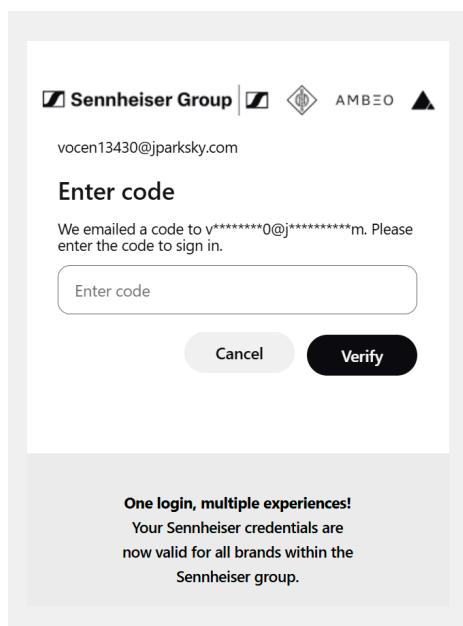 Sennheiser Group AMBEO
vocen13430@jparksky.com
Enter code
We emailed a code to v********0@j**********m. Please
enter the code to sign in.
Enter code
Cancel Verify
One login, multiple experiences!
Your Sennheiser credentials are
now valid for all brands within the
Sennheiser group.